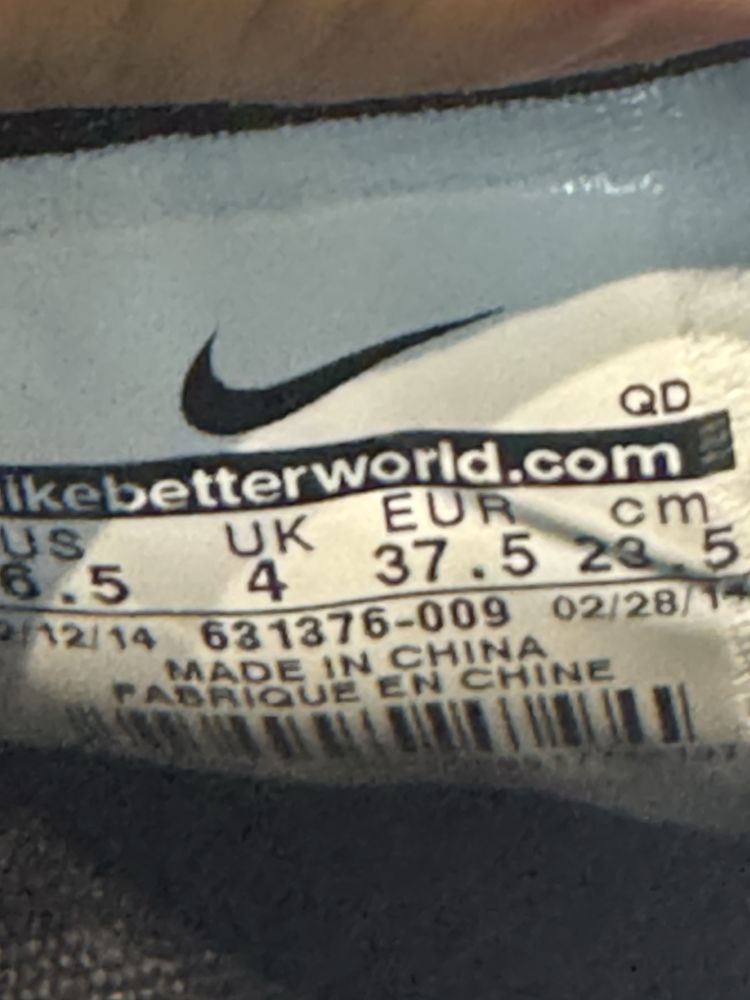 QD
ikebetterworld.com
US UK EUR cm
6.5 4 37.5 23.5
2/12/14 631376-009 02/28/14
MADE IN CHINA
FABRIQUE EN CHINE